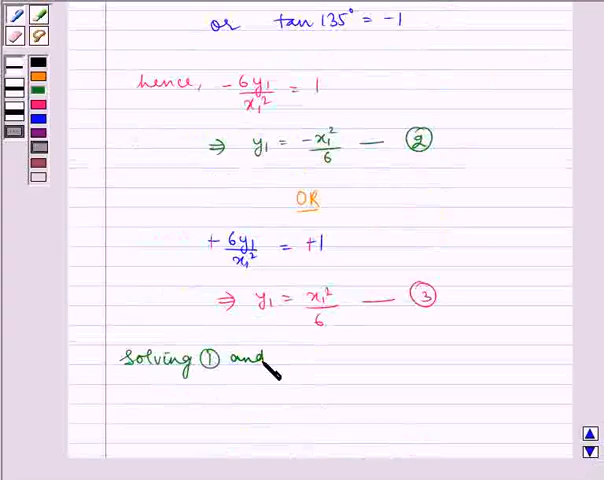 or tan 135° = -1
hence, -6y₁/x₁² = 1
⇒ y₁ = -x₁²/6 — ②
OR
+6y₁/x₁² = +1
⇒ y₁ = x₁²/6 — ③
Solving ① and